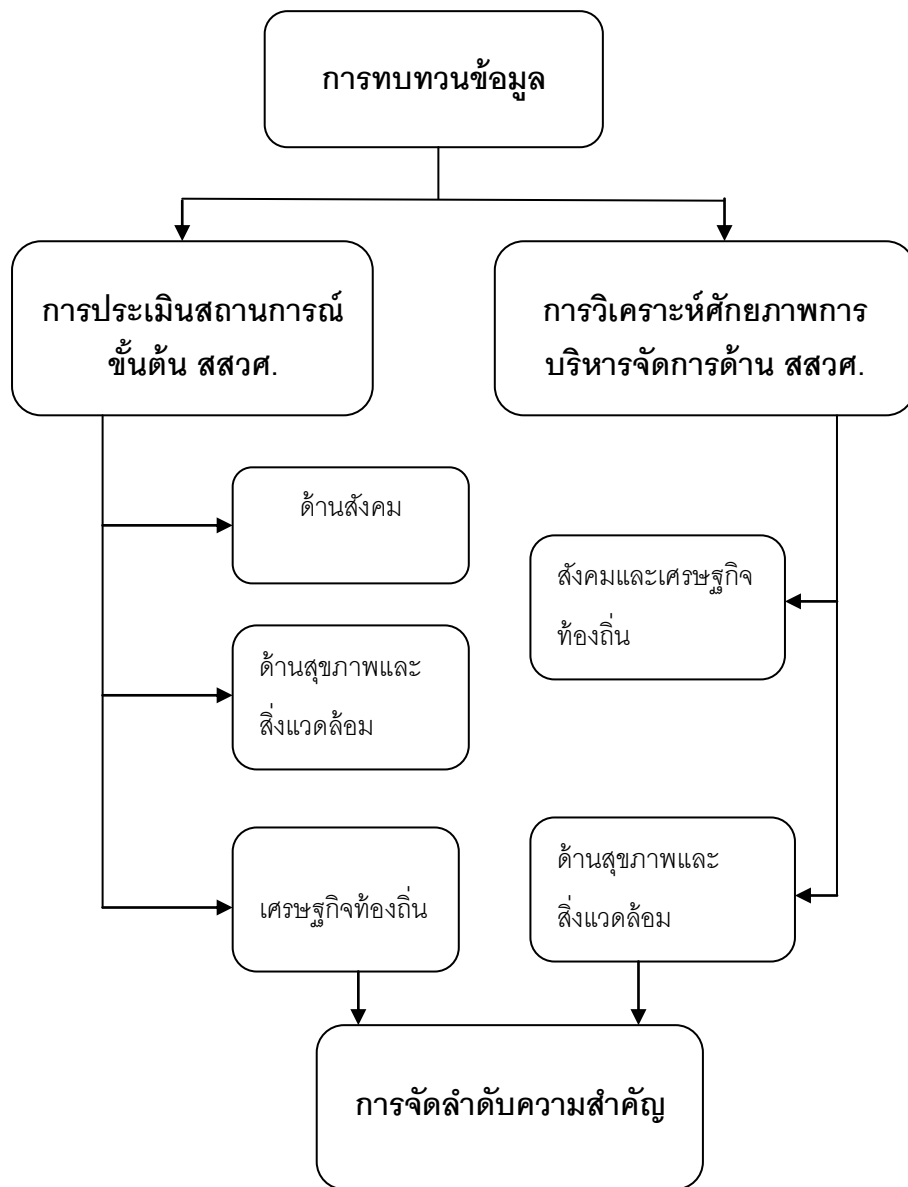 การทบทวนข้อมูล
การประเมินสถานการณ์
ขั้นต้น สสวศ.
การวิเคราะห์ศักยภาพการ
บริหารจัดการด้าน สสวศ.
ด้านสังคม
สังคมและเศรษฐกิจ
ท้องถิ่น
ด้านสุขภาพและ
สิ่งแวดล้อม
ด้านสุขภาพและ
สิ่งแวดล้อม
เศรษฐกิจท้องถิ่น
การจัดลำดับความสำคัญ